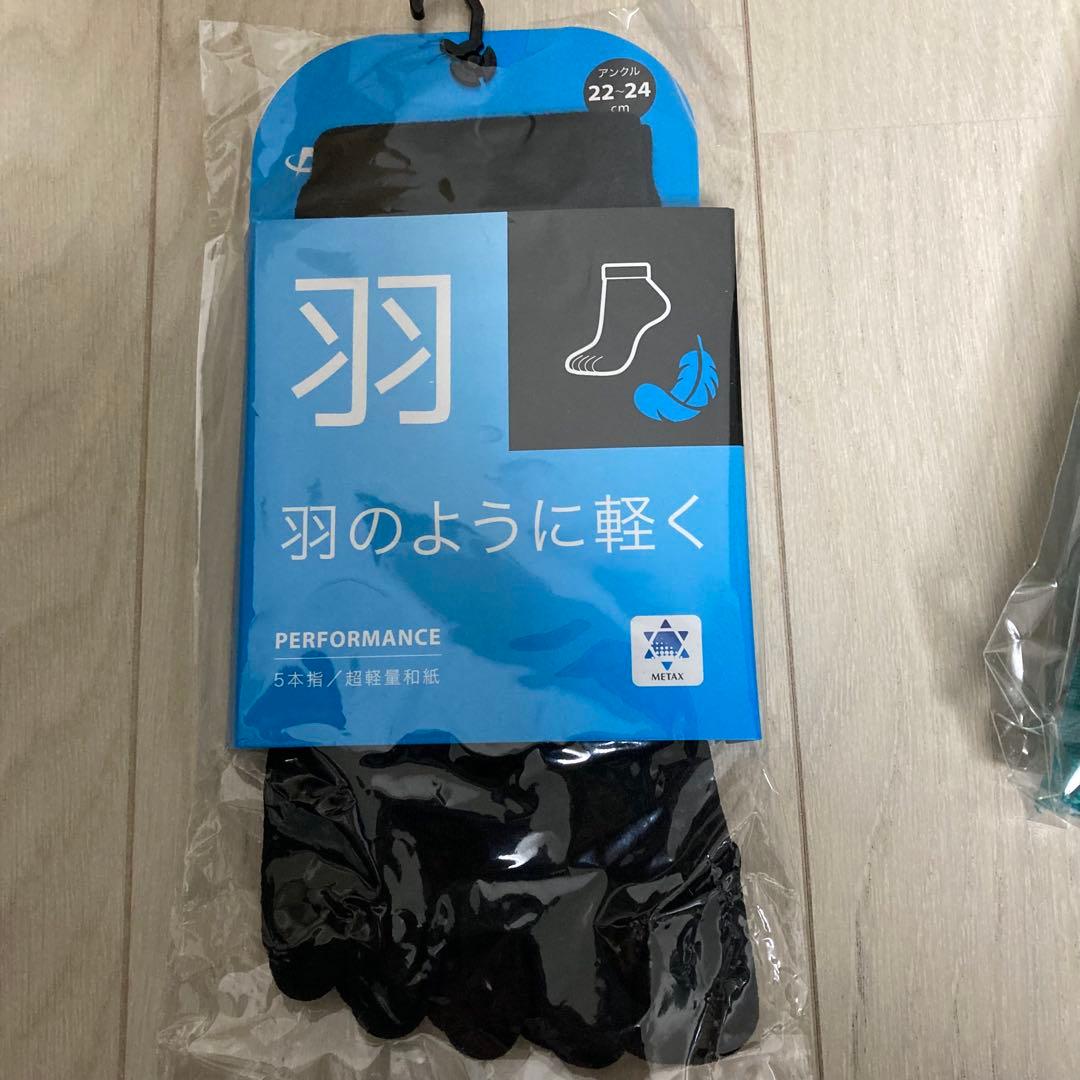 アンクル
22~24
cm
羽
羽のように軽く
PERFORMANCE
5本指/超軽量和紙
METAX